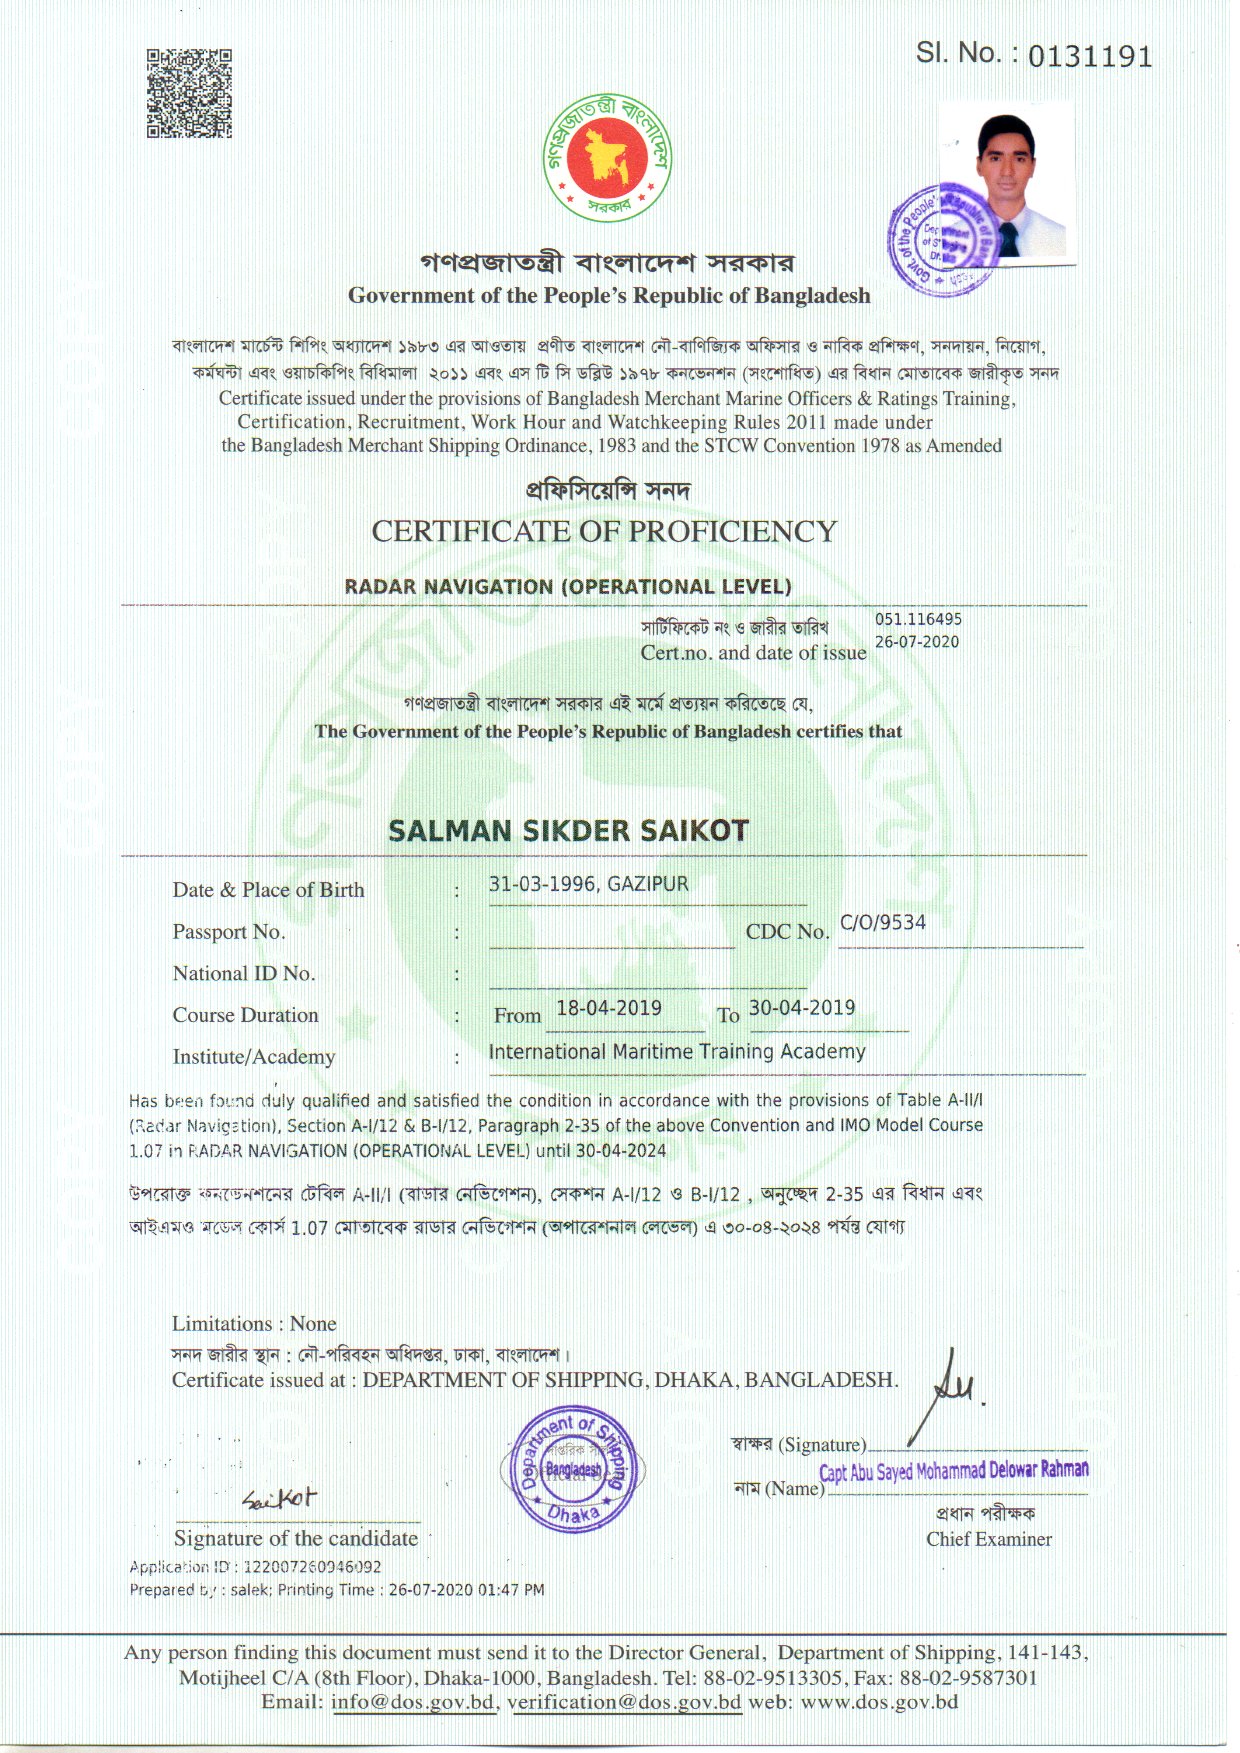 Sl. No. : 0131191
গণপ্রজাতন্ত্রী বাংলাদেশ
সরকার
গণপ্রজাতন্ত্রী বাংলাদেশ সরকার
Government of the People's Republic of Bangladesh
বাংলাদেশ মার্চেন্ট শিপিং অধ্যাদেশ ১৯৮৩ এর আওতায় প্রণীত বাংলাদেশ নৌ-বাণিজ্যিক অফিসার ও নাবিক প্রশিক্ষণ, সনদায়ন, নিয়োগ,
কর্মঘন্টা এবং ওয়াচকিপিং বিধিমালা ২০১১ এবং এস টি সি ডব্লিউ ১৯৭৮ কনভেনশন (সংশোধিত) এর বিধান মোতাবেক জারীকৃত সনদ
Certificate issued under the provisions of Bangladesh Merchant Marine Officers & Ratings Training,
Certification, Recruitment, Work Hour and Watchkeeping Rules 2011 made under
the Bangladesh Merchant Shipping Ordinance, 1983 and the STCW Convention 1978 as Amended
প্রফিসিয়েন্সি সনদ
CERTIFICATE OF PROFICIENCY
RADAR NAVIGATION (OPERATIONAL LEVEL)
সার্টিফিকেট নং ও জারীর তারিখ 051.116495
Cert.no. and date of issue 26-07-2020
গণপ্রজাতন্ত্রী বাংলাদেশ সরকার এই মর্মে প্রত্যয়ন করিতেছে যে,
The Government of the People's Republic of Bangladesh certifies that
SALMAN SIKDER SAIKOT
Date & Place of Birth : 31-03-1996, GAZIPUR
Passport No. : CDC No. C/O/9534
National ID No. :
Course Duration : From 18-04-2019 To 30-04-2019
Institute/Academy : International Maritime Training Academy
Has been found duly qualified and satisfied the condition in accordance with the provisions of Table A-II/I
(Radar Navigation), Section A-I/12 & B-I/12, Paragraph 2-35 of the above Convention and IMO Model Course
1.07 in RADAR NAVIGATION (OPERATIONAL LEVEL) until 30-04-2024
উপরোক্ত কনভেনশনের টেবিল A-II/I (রাডার নেভিগেশন), সেকশন A-I/12 ও B-I/12 , অনুচ্ছেদ 2-35 এর বিধান এবং
আইএমও মডেল কোর্স 1.07 মোতাবেক রাডার নেভিগেশন (অপারেশনাল লেভেল) এ ৩০-০৪-২০২৪ পর্যন্ত যোগ্য
Limitations : None
সনদ জারীর স্থান : নৌ-পরিবহন অধিদপ্তর, ঢাকা, বাংলাদেশ।
Certificate issued at : DEPARTMENT OF SHIPPING, DHAKA, BANGLADESH.
Department of Shipping
Bangladesh
Dhaka
স্বাক্ষর (Signature)
নাম (Name) Capt Abu Sayed Mohammad Delowar Rahman
প্রধান পরীক্ষক
Chief Examiner
Saikot
Signature of the candidate
Application ID : 122007260946092
Prepared by : salek; Printing Time : 26-07-2020 01:47 PM
Any person finding this document must send it to the Director General, Department of Shipping, 141-143,
Motijheel C/A (8th Floor), Dhaka-1000, Bangladesh. Tel: 88-02-9513305, Fax: 88-02-9587301
Email: info@dos.gov.bd, verification@dos.gov.bd web: www.dos.gov.bd